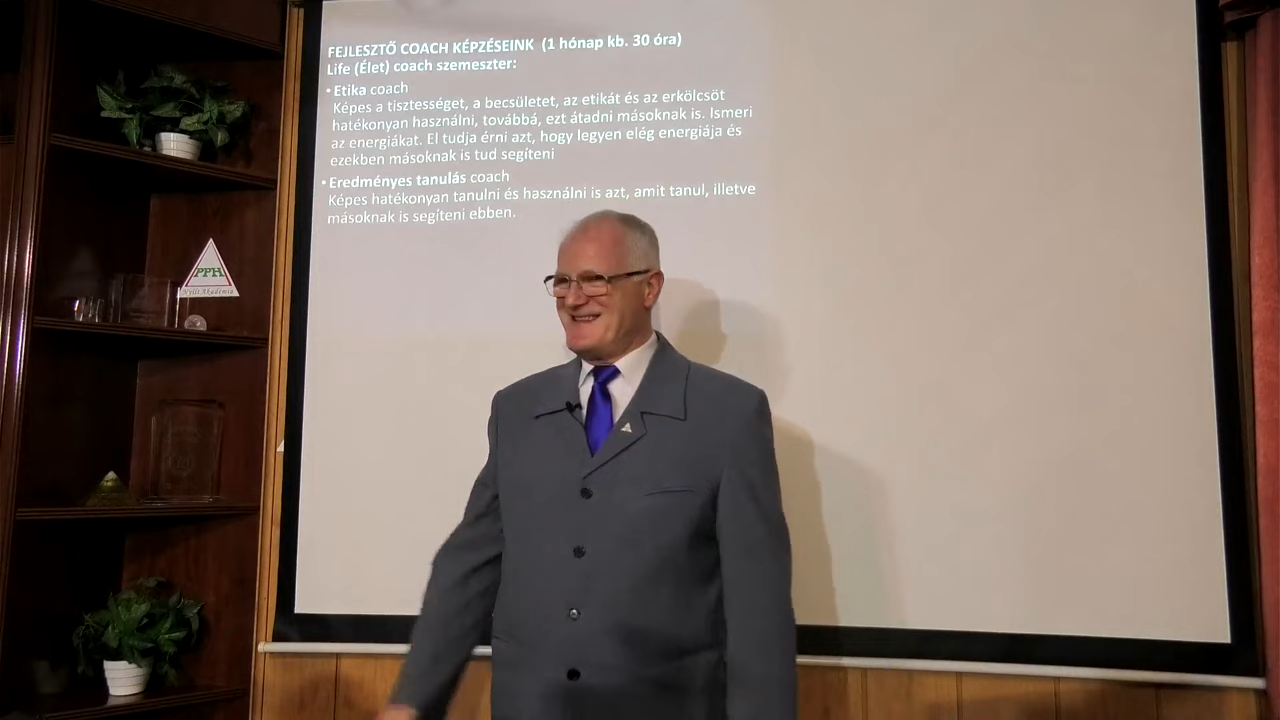 FEJLESZTŐ COACH KÉPZÉSEINK (1 hónap kb. 30 óra)
Life (Élet) coach szemeszter:
• Etika coach
Képes a tisztességet, a becsületet, az etikát és az erkölcsöt
hatékonyan használni, továbbá, ezt átadni másoknak is. Ismeri
az energiákat. El tudja érni azt, hogy legyen elég energiája és
ezekben másoknak is tud segíteni
• Eredményes tanulás coach
Képes hatékonyan tanulni és használni is azt, amit tanul, illetve
másoknak is segíteni ebben.
PPH
Nyílt Akadémia